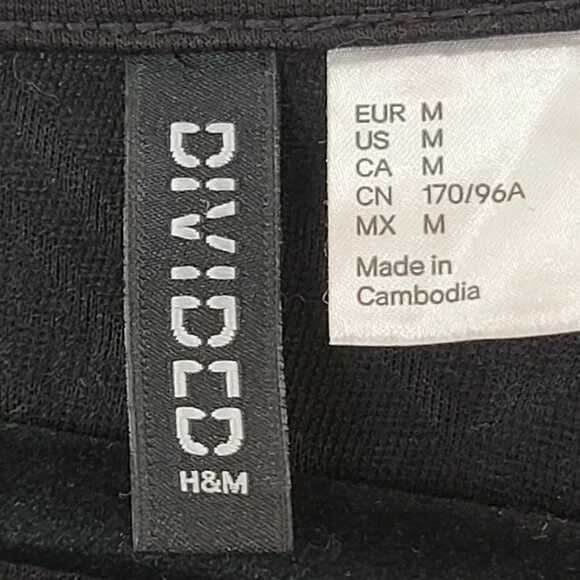 DIVIDED
H&M
EUR M
US M
CA M
CN 170/96A
MX M
Made in
Cambodia